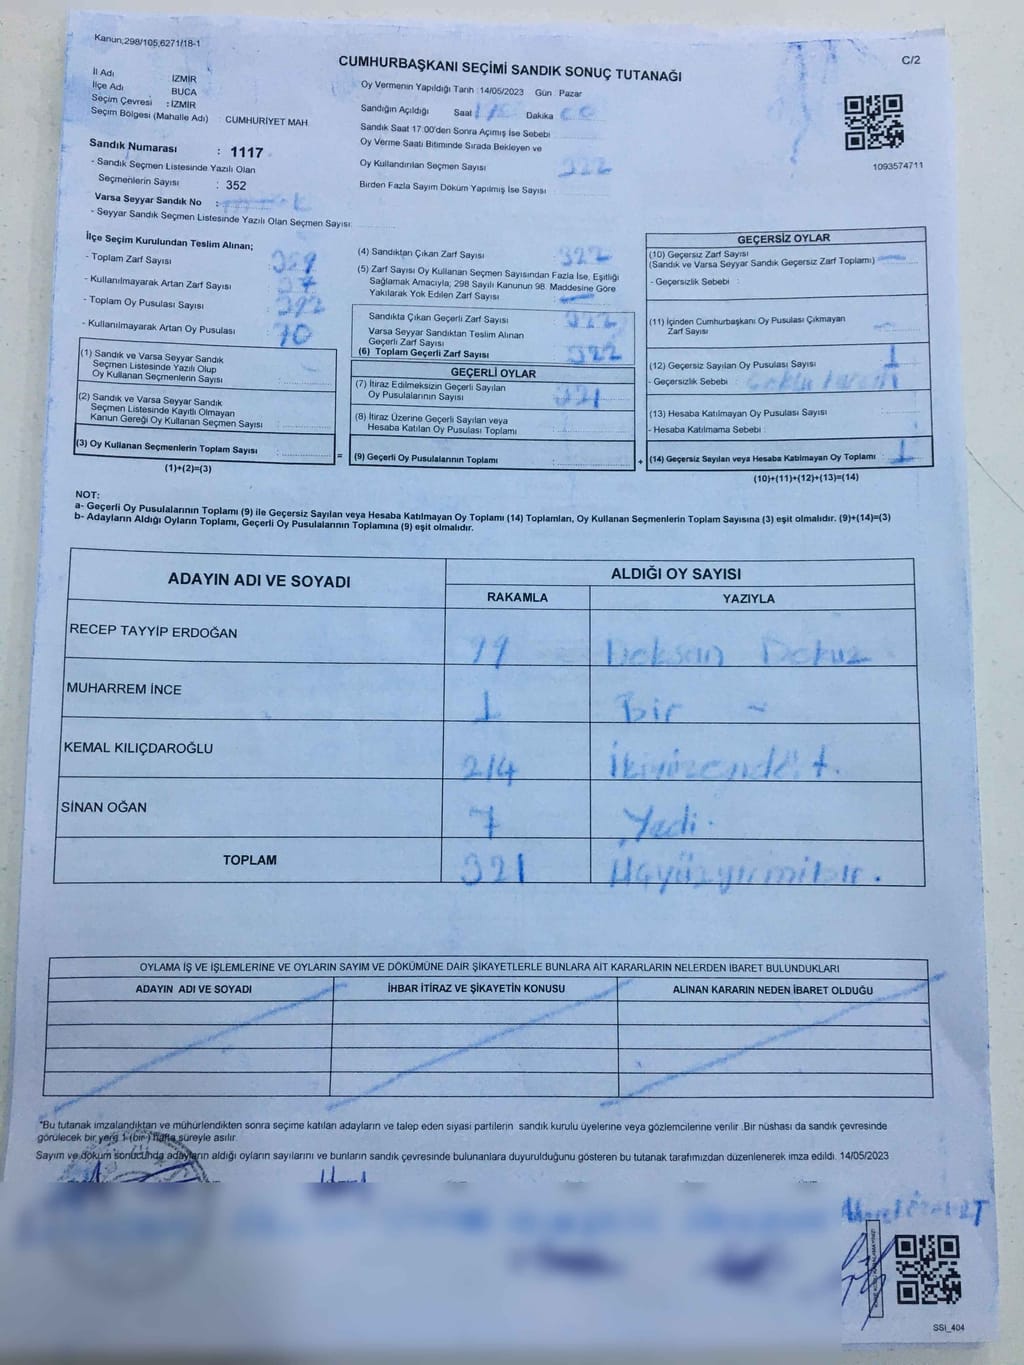 Kanun;298/105,6271/18-1
C/2
CUMHURBAŞKANI SEÇİMİ SANDIK SONUÇ TUTANAĞI
İl Adı İZMİR
İlçe Adı BUCA
Seçim Çevresi : İZMİR
Seçim Bölgesi (Mahalle Adı) CUMHURİYET MAH.
Sandık Numarası : 1117
- Sandık Seçmen Listesinde Yazılı Olan
Seçmenlerin Sayısı : 352
Varsa Seyyar Sandık No :
- Seyyar Sandık Seçmen Listesinde Yazılı Olan Seçmen Sayısı:
Oy Vermenin Yapıldığı Tarih :14/05/2023 Gün : Pazar
Sandığın Açıldığı Saat Dakika
Sandık Saat 17.00'den Sonra Açımış İse Sebebi
Oy Verme Saati Bitiminde Sırada Bekleyen ve
Oy Kullandırılan Seçmen Sayısı 322
Birden Fazla Sayım Döküm Yapılmış İse Sayısı
1093574711
İlçe Seçim Kurulundan Teslim Alınan;
- Toplam Zarf Sayısı
- Kullanılmayarak Artan Zarf Sayısı : 37
- Toplam Oy Pusulası Sayısı : 392
- Kullanılmayarak Artan Oy Pusulası : 70
(1) Sandık ve Varsa Seyyar Sandık
Seçmen Listesinde Yazılı Olup
Oy Kullanan Seçmenlerin Sayısı :
(2) Sandık ve Varsa Seyyar Sandık
Seçmen Listesinde Kayıtlı Olmayan
Kanun Gereği Oy Kullanan Seçmen Sayısı :
(3) Oy Kullanan Seçmenlerin Toplam Sayısı :
(1)+(2)=(3)
(4) Sandıktan Çıkan Zarf Sayısı : 322
(5) Zarf Sayısı Oy Kullanan Seçmen Sayısından Fazla İse, Eşitliği
Sağlamak Amacıyla; 298 Sayılı Kanunun 98. Maddesine Göre
Yakılarak Yok Edilen Zarf Sayısı :
Sandıkta Çıkan Geçerli Zarf Sayısı : 322
Varsa Seyyar Sandıktan Teslim Alınan
Geçerli Zarf Sayısı :
(6) Toplam Geçerli Zarf Sayısı : 322
GEÇERLİ OYLAR
(7) İtiraz Edilmeksizin Geçerli Sayılan
Oy Pusulalarının Sayısı : 321
(8) İtiraz Üzerine Geçerli Sayılan veya
Hesaba Katılan Oy Pusulası Toplamı :
= (9) Geçerli Oy Pusulalarının Toplamı :
GEÇERSİZ OYLAR
(10) Geçersiz Zarf Sayısı
(Sandık ve Varsa Seyyar Sandık Geçersiz Zarf Toplamı) :
- Geçersizlik Sebebi :
(11) İçinden Cumhurbaşkanı Oy Pusulası Çıkmayan
Zarf Sayısı :
(12) Geçersiz Sayılan Oy Pusulası Sayısı : 1
- Geçersizlik Sebebi :
(13) Hesaba Katılmayan Oy Pusulası Sayısı :
- Hesaba Katılmama Sebebi :
+ (14) Geçersiz Sayılan veya Hesaba Katılmayan Oy Toplamı : 1
(10)+(11)+(12)+(13)=(14)
NOT:
a- Geçerli Oy Pusulalarının Toplamı (9) ile Geçersiz Sayılan veya Hesaba Katılmayan Oy Toplamı (14) Toplamları, Oy Kullanan Seçmenlerin Toplam Sayısına (3) eşit olmalıdır. (9)+(14)=(3)
b- Adayların Aldığı Oyların Toplamı, Geçerli Oy Pusulalarının Toplamına (9) eşit olmalıdır.
ADAYIN ADI VE SOYADI
ALDIĞI OY SAYISI
RAKAMLA YAZIYLA
RECEP TAYYİP ERDOĞAN 99 Doksan Dokuz
MUHARREM İNCE 1 Bir ~
KEMAL KILIÇDAROĞLU 214 İkiyüzondört.
SİNAN OĞAN 7 Yedi.
TOPLAM 321
OYLAMA İŞ VE İŞLEMLERİNE VE OYLARIN SAYIM VE DÖKÜMÜNE DAİR ŞİKAYETLERLE BUNLARA AİT KARARLARIN NELERDEN İBARET BULUNDUKLARI
ADAYIN ADI VE SOYADI İHBAR İTİRAZ VE ŞİKAYETİN KONUSU ALINAN KARARIN NEDEN İBARET OLDUĞU
*Bu tutanak imzalandıktan ve mühürlendikten sonra seçime katılan adayların ve talep eden siyasi partilerin sandık kurulu üyelerine veya gözlemcilerine verilir .Bir nüshası da sandık çevresinde
görülecek bir yere 1 (bir ) hafta süreyle asılır.
Sayım ve döküm sonucunda adayların aldığı oyların sayılarını ve bunların sandık çevresinde bulunanlara duyurulduğunu gösteren bu tutanak tarafımızdan düzenlenerek imza edildi. 14/05/2023
SSİ_404